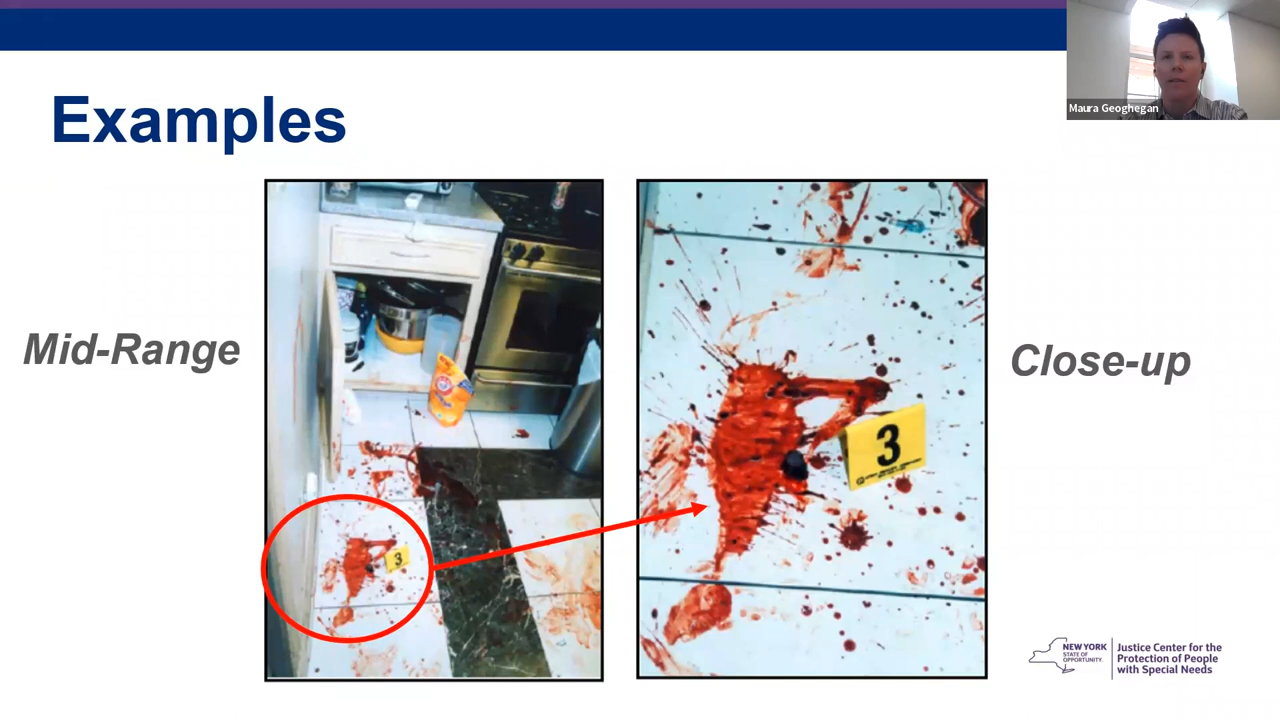 Maura Geoghegan
Examples
Mid-Range
Close-up
3
3
NEW YORK
STATE OF
OPPORTUNITY.
Justice Center for the
Protection of People
with Special Needs